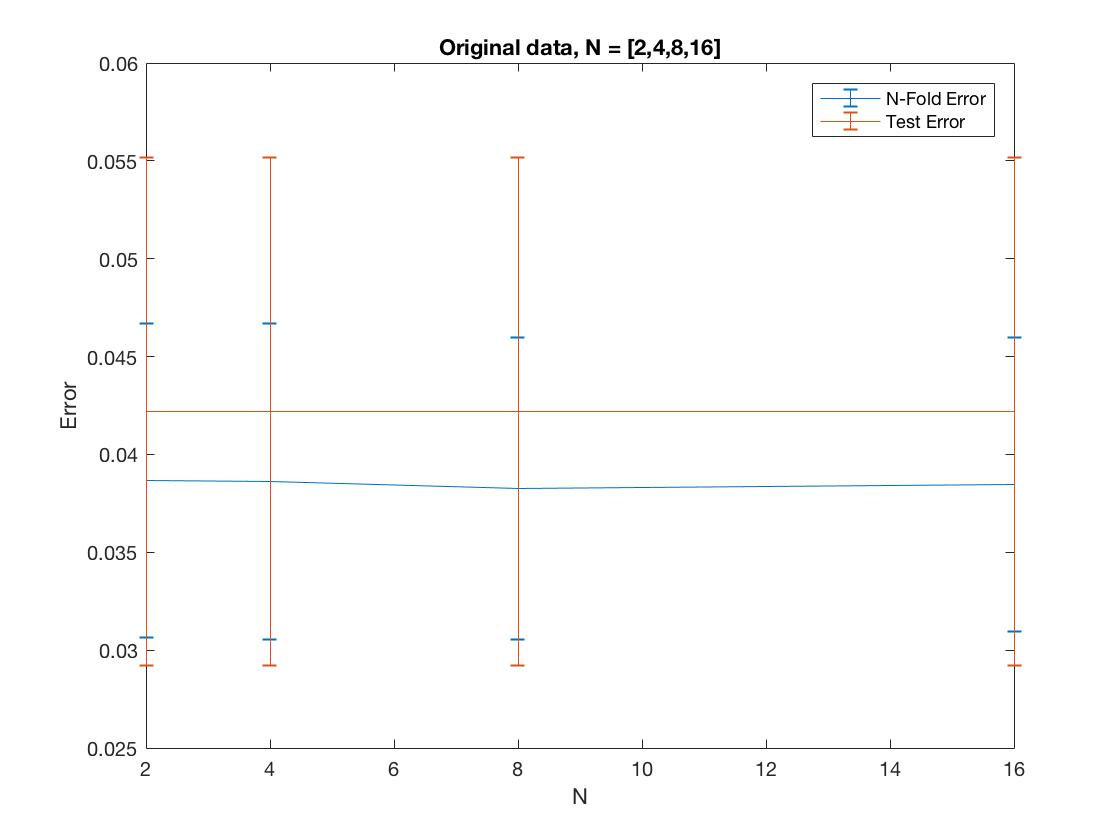 Original data, N = [2,4,8,16]
N-Fold Error
Test Error
0.06
0.055
0.05
0.045
0.04
0.035
0.03
0.025
Error
2 4 6 8 10 12 14 16
N